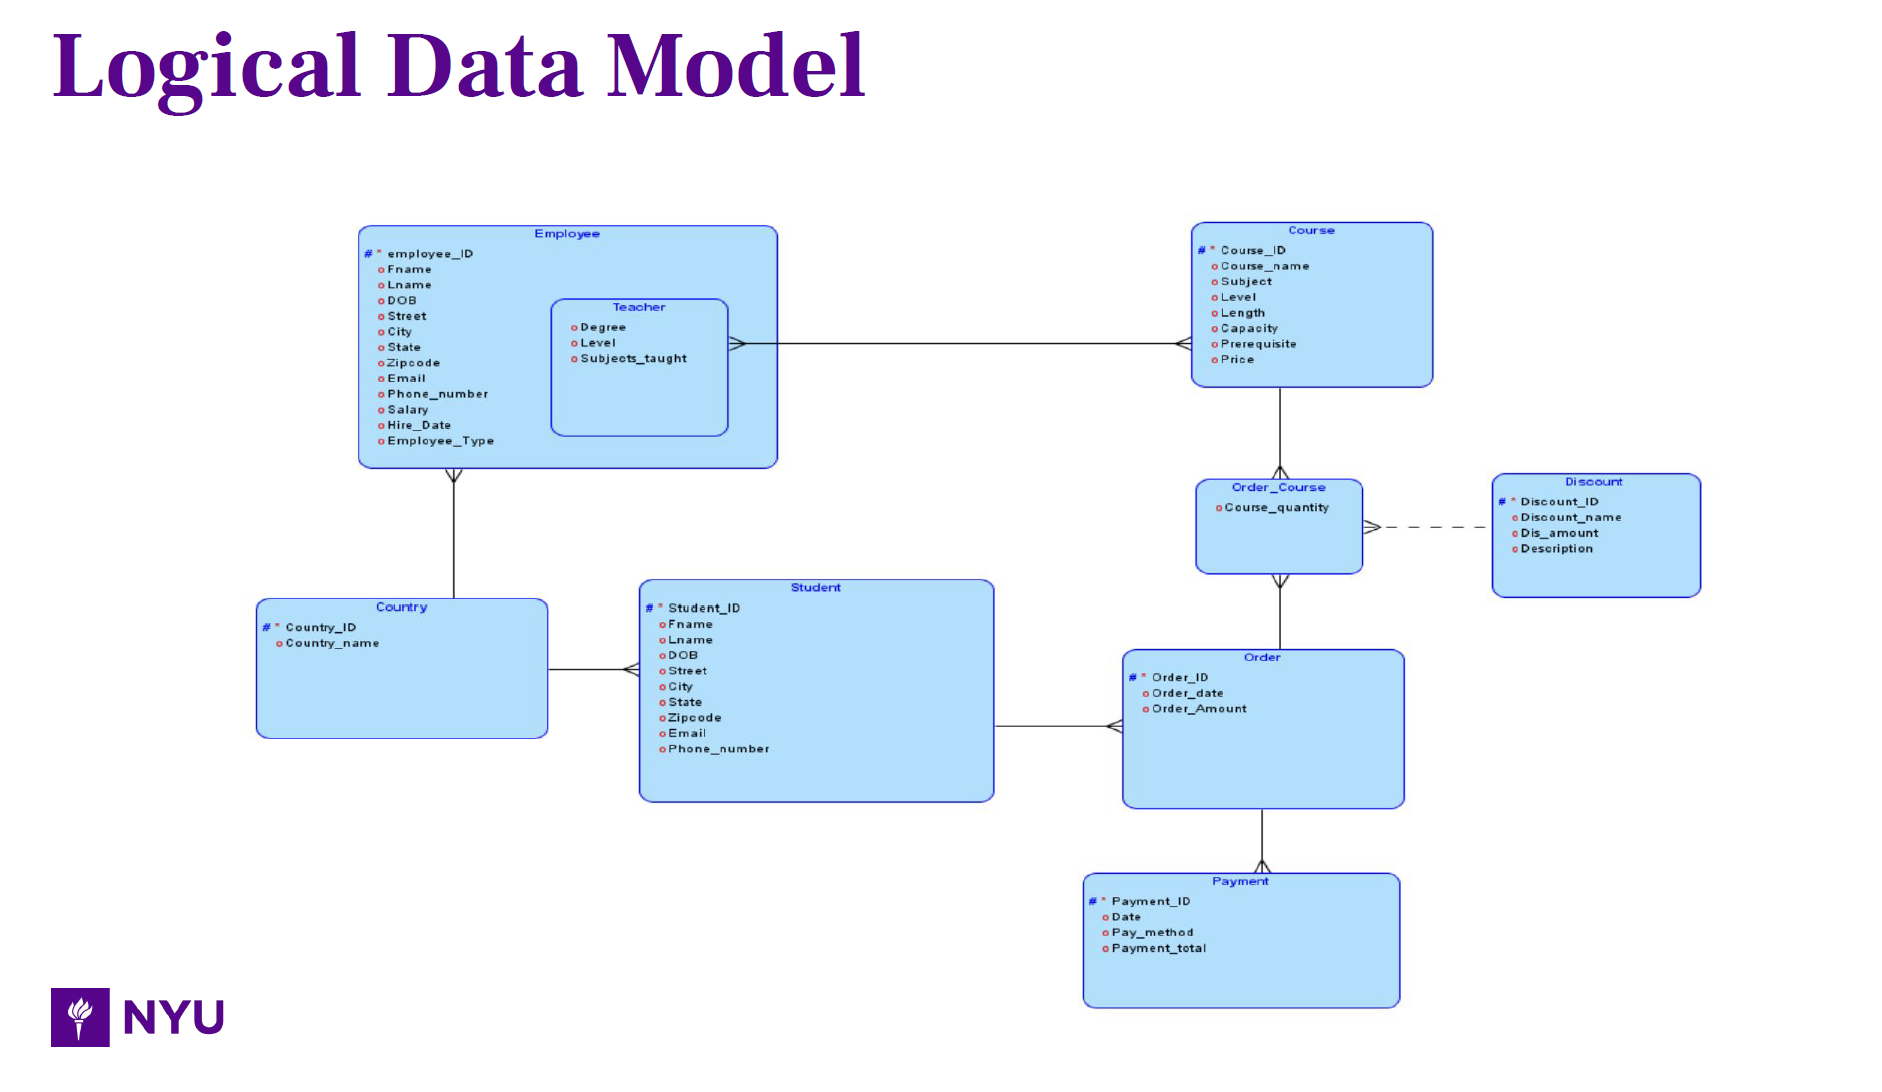 Logical Data Model
Employee
# * employee_ID
o Fname
o Lname
o DOB
o Street
o City
o State
o Zipcode
o Email
o Phone_number
o Salary
o Hire_Date
o Employee_Type
Teacher
o Degree
o Level
o Subjects_taught
Course
# * Course_ID
o Course_name
o Subject
o Level
o Length
o Capacity
o Prerequisite
o Price
Order_Course
o Course_quantity
Discount
# * Discount_ID
o Discount_name
o Dis_amount
o Description
Country
# * Country_ID
o Country_name
Student
# * Student_ID
o Fname
o Lname
o DOB
o Street
o City
o State
o Zipcode
o Email
o Phone_number
Order
# * Order_ID
o Order_date
o Order_Amount
Payment
# * Payment_ID
o Date
o Pay_method
o Payment_total
NYU